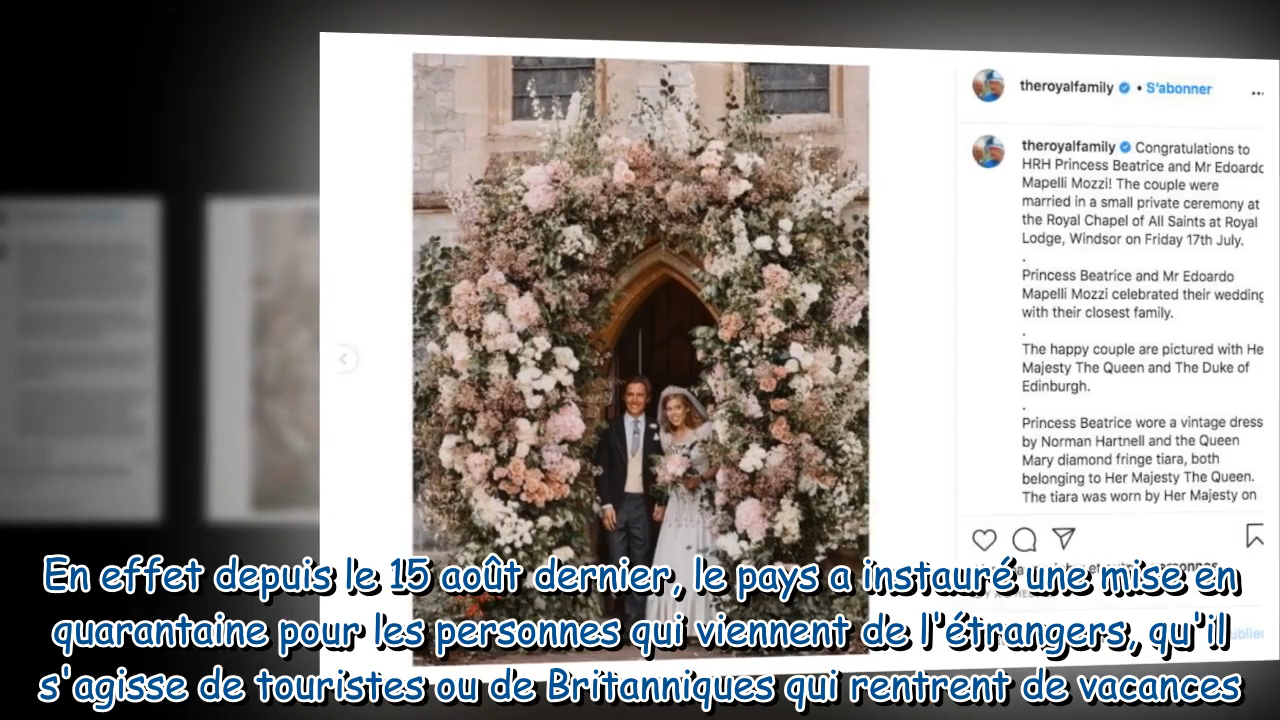 theroyalfamily • S'abonner ...
theroyalfamily Congratulations to
HRH Princess Beatrice and Mr Edoardo
Mapelli Mozzi! The couple were
married in a small private ceremony at
the Royal Chapel of All Saints at Royal
Lodge, Windsor on Friday 17th July.
.
Princess Beatrice and Mr Edoardo
Mapelli Mozzi celebrated their wedding
with their closest family.
.
The happy couple are pictured with He
Majesty The Queen and The Duke of
Edinburgh.
.
Princess Beatrice wore a vintage dress
by Norman Hartnell and the Queen
Mary diamond fringe tiara, both
belonging to Her Majesty The Queen.
The tiara was worn by Her Majesty on
En effet depuis le 15 août dernier, le pays a instauré une mise en
quarantaine pour les personnes qui viennent de l'étrangers, qu'il
s'agisse de touristes ou de Britanniques qui rentrent de vacances